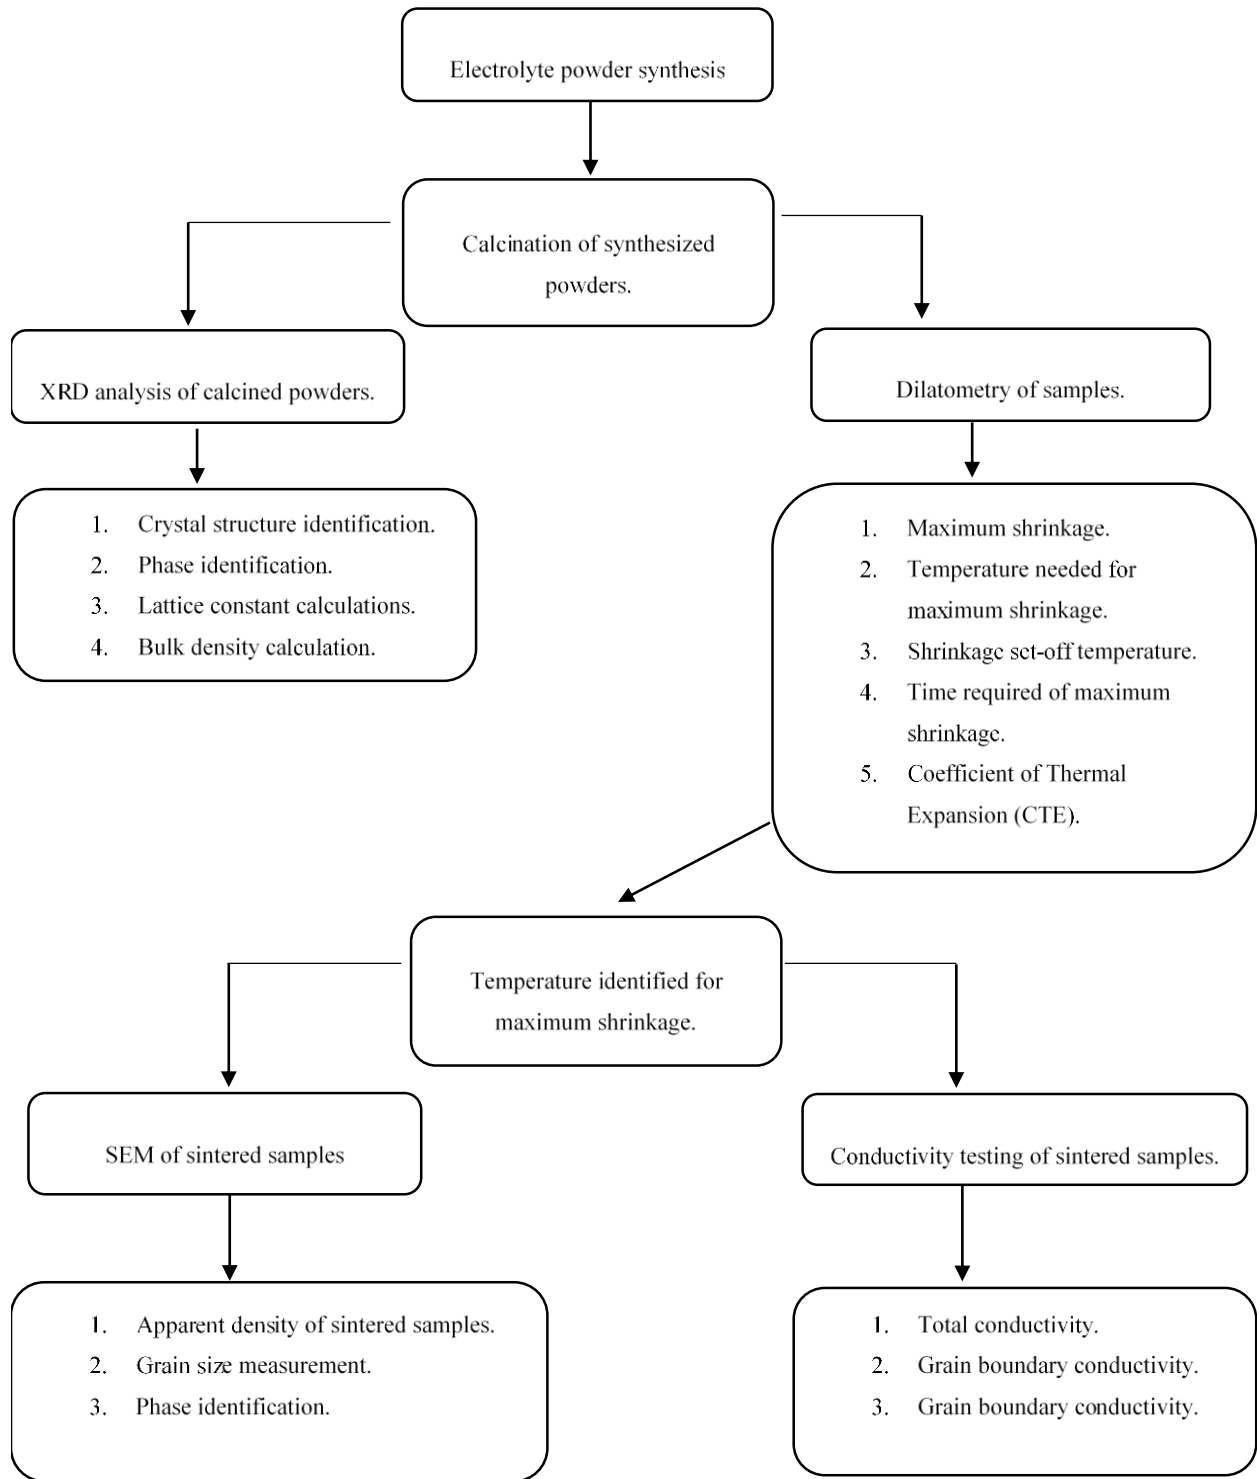 Electrolyte powder synthesis
Calcination of synthesized
powders.
XRD analysis of calcined powders.
Dilatometry of samples.
1. Crystal structure identification.
2. Phase identification.
3. Lattice constant calculations.
4. Bulk density calculation.
1. Maximum shrinkage.
2. Temperature needed for
maximum shrinkage.
3. Shrinkage set-off temperature.
4. Time required of maximum
shrinkage.
5. Coefficient of Thermal
Expansion (CTE).
Temperature identified for
maximum shrinkage.
SEM of sintered samples
Conductivity testing of sintered samples.
1. Apparent density of sintered samples.
2. Grain size measurement.
3. Phase identification.
1. Total conductivity.
2. Grain boundary conductivity.
3. Grain boundary conductivity.